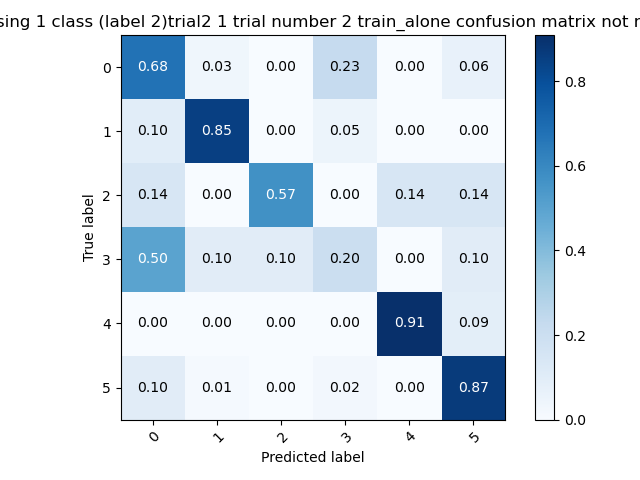 sing 1 class (label 2)trial2 1 trial number 2 train_alone confusion matrix not
0 0.68 0.03 0.00 0.23 0.00 0.06
1 0.10 0.85 0.00 0.05 0.00 0.00
2 0.14 0.00 0.57 0.00 0.14 0.14
3 0.50 0.10 0.10 0.20 0.00 0.10
4 0.00 0.00 0.00 0.00 0.91 0.09
5 0.10 0.01 0.00 0.02 0.00 0.87
0 1 2 3 4 5
True label
Predicted label
0.8
0.6
0.4
0.2
0.0